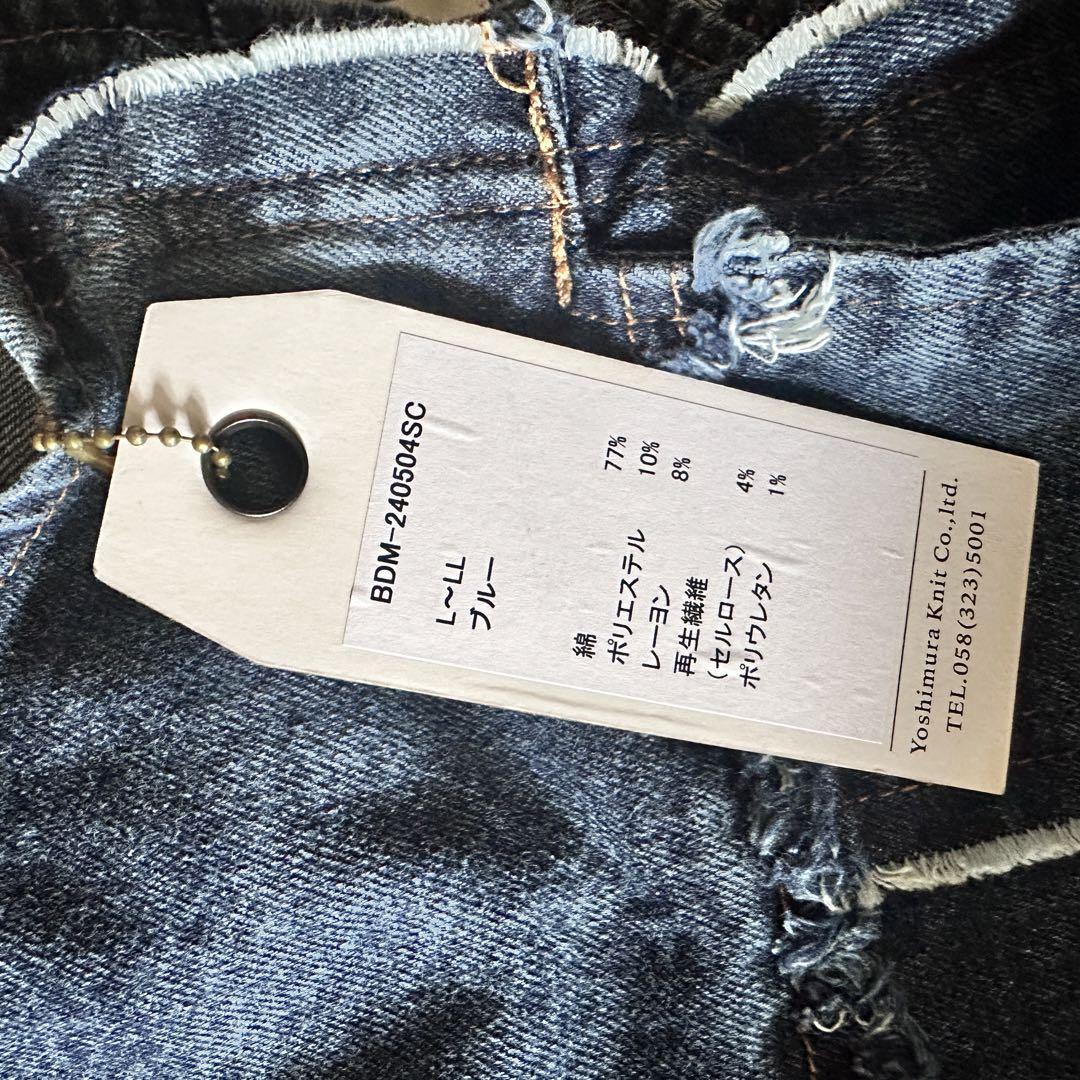 BDM-240504SC
L〜LL
ブルー
綿 77%
ポリエステル 10%
レーヨン 8%
再生繊維
(セルロース) 4%
ポリウレタン 1%
Yoshimura Knit Co.,ltd.
TEL.058(323)5001